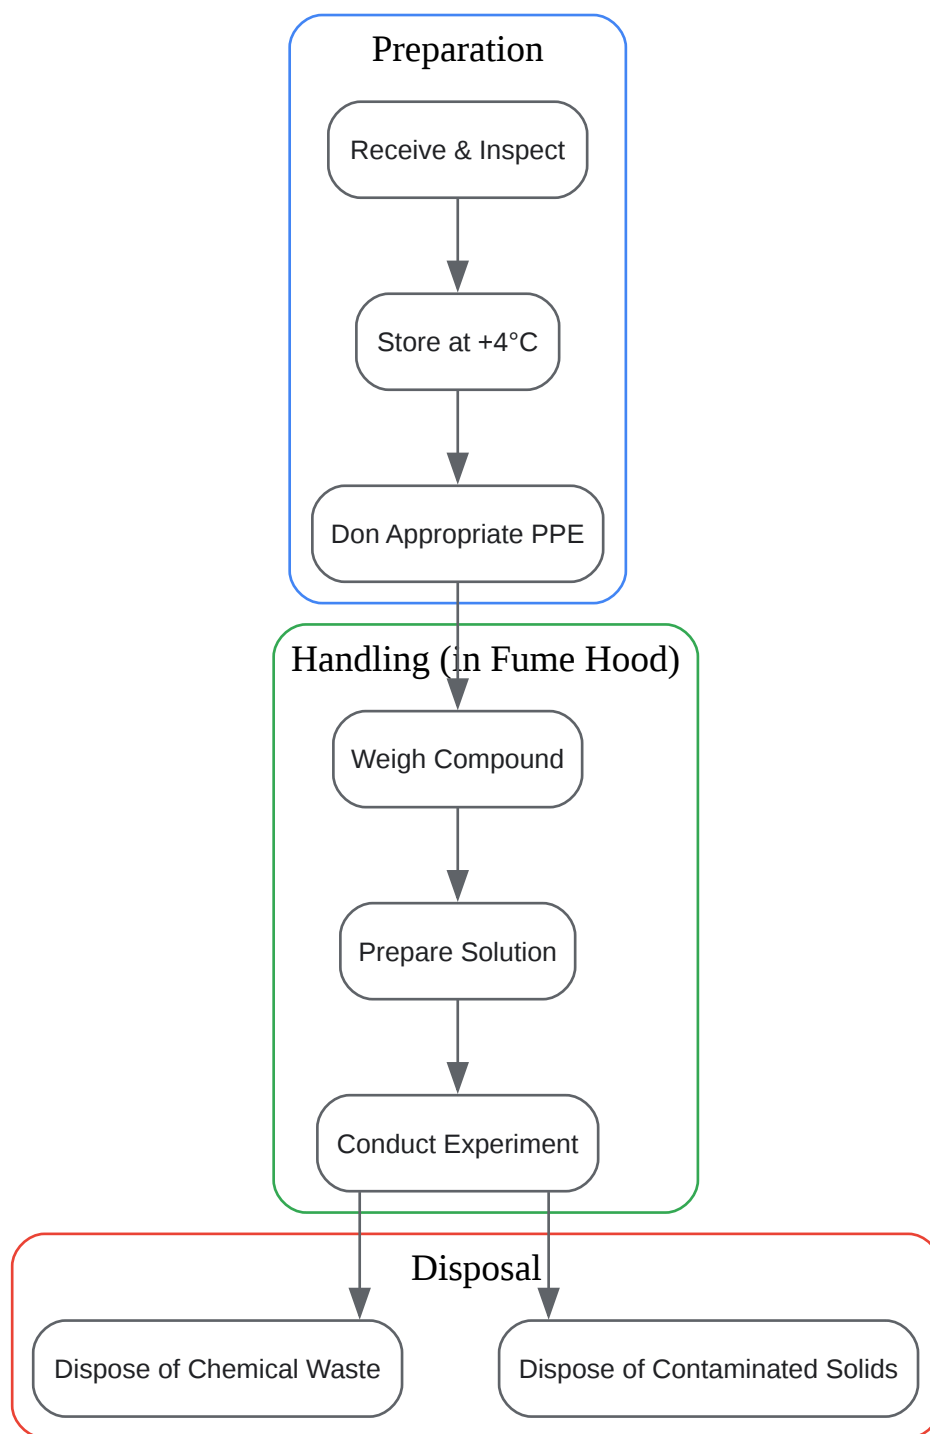 Preparation
Receive & Inspect
Store at +4°C
Don Appropriate PPE
Handling (in Fume Hood)
Weigh Compound
Prepare Solution
Conduct Experiment
Disposal
Dispose of Chemical Waste
Dispose of Contaminated Solids